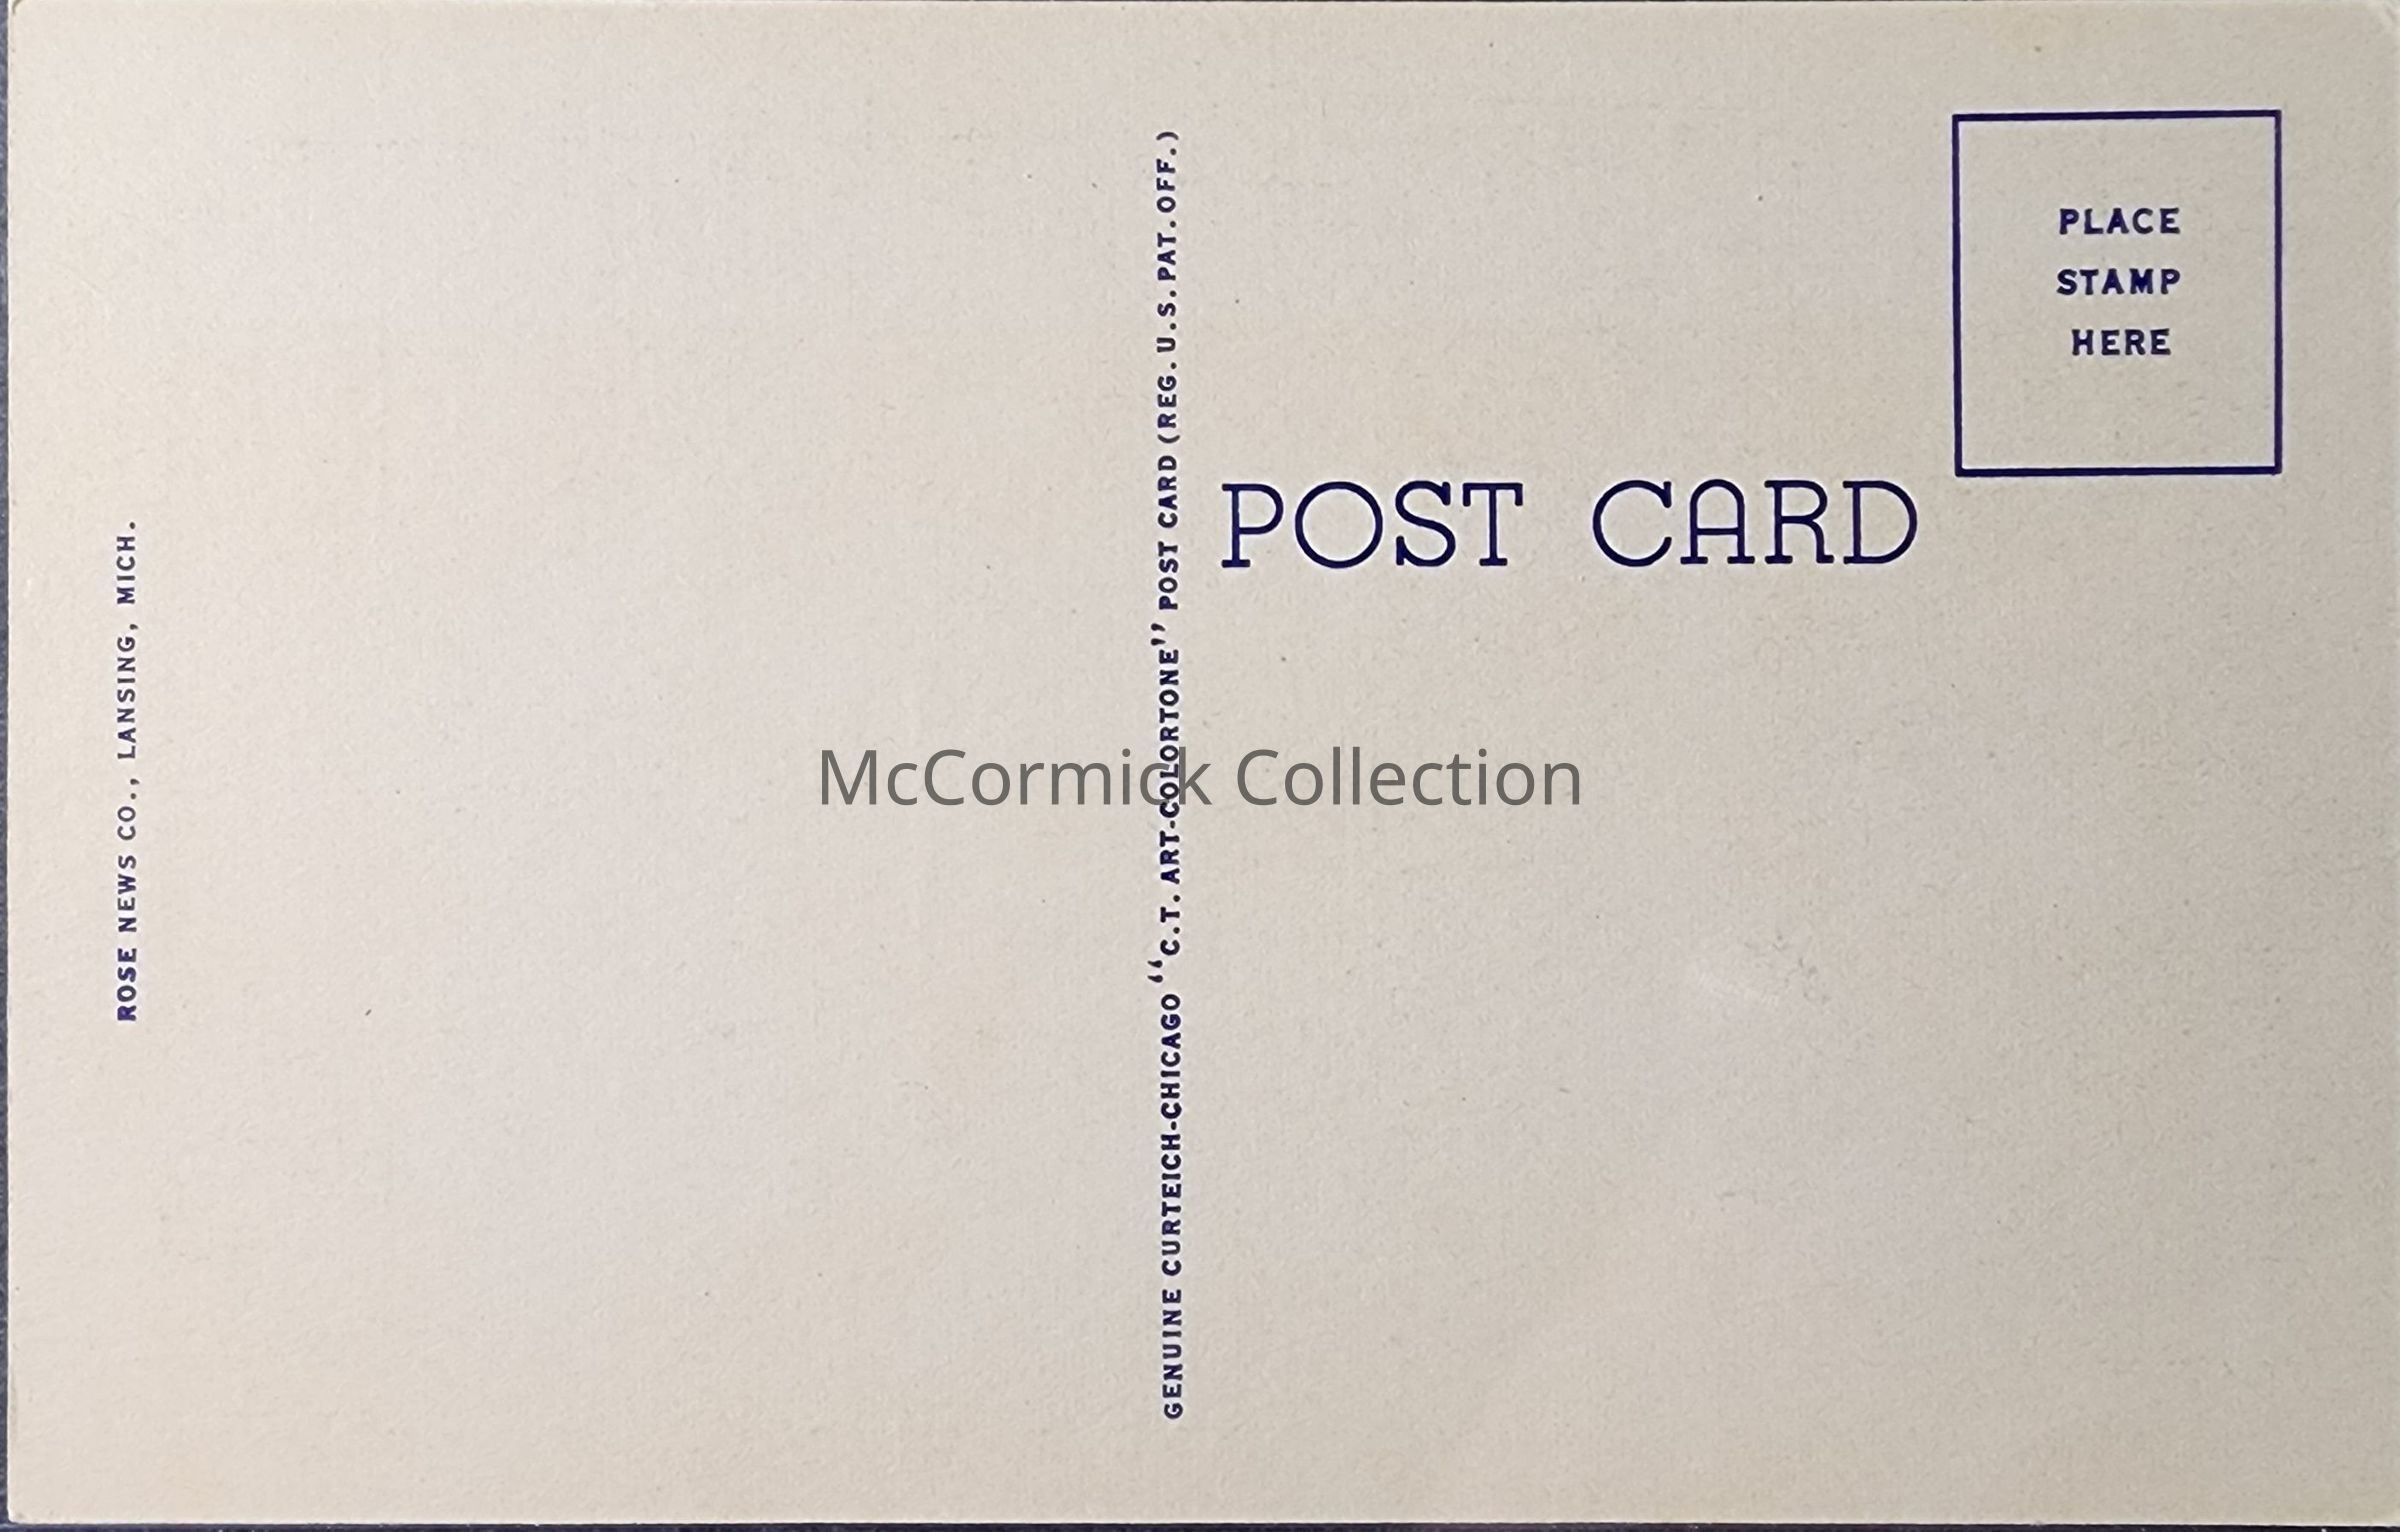 ROSE NEWS CO., LANSING, MICH.
GENUINE CURTEICH-CHICAGO “C.T. ART-COLORTONE” POST CARD (REG. U.S. PAT. OFF.)
PLACE
STAMP
HERE
POST CARD
McCormick Collection